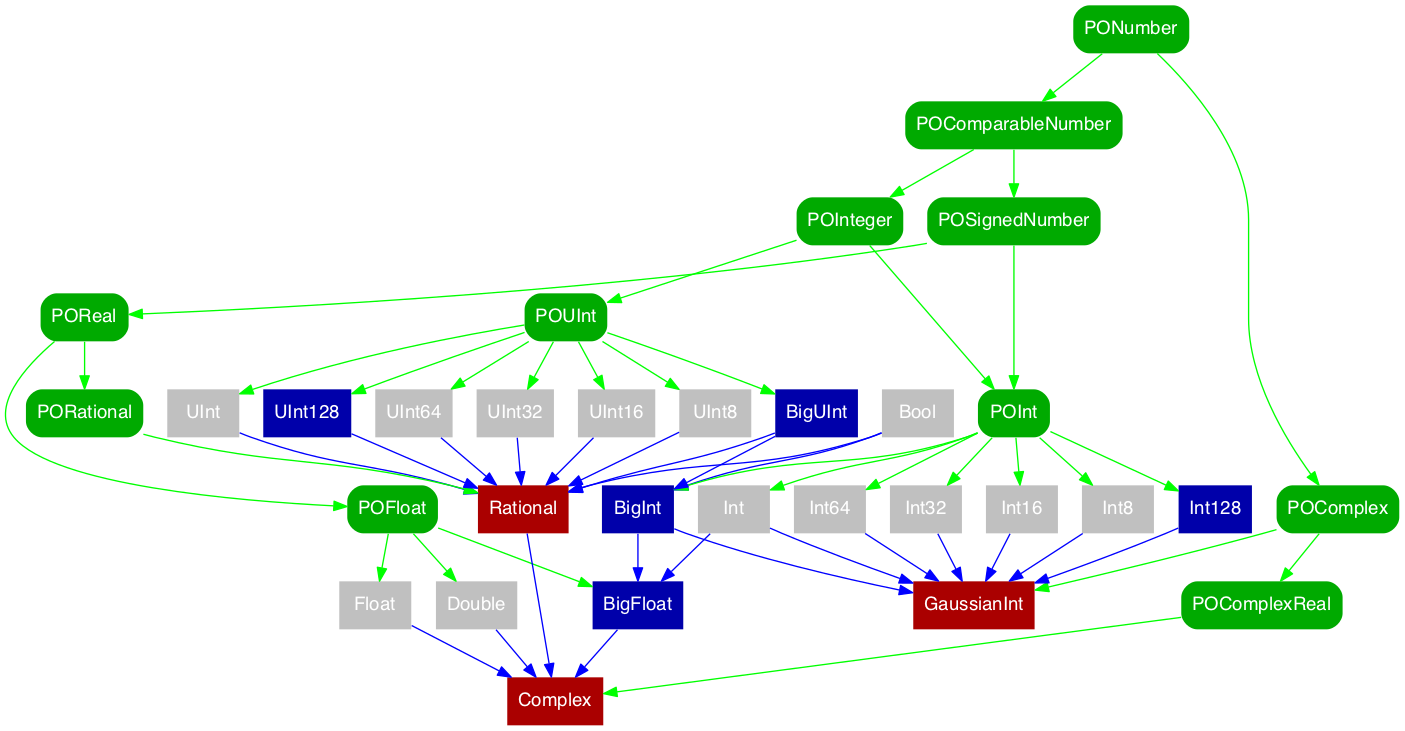 PONumber
POComparableNumber
POInteger
POSignedNumber
POReal
POUInt
PORational
UInt
UInt128
UInt64
UInt32
UInt16
UInt8
BigUInt
Bool
POInt
POFloat
Rational
BigInt
Int
Int64
Int32
Int16
Int8
Int128
POComplex
Float
Double
BigFloat
GaussianInt
POComplexReal
Complex